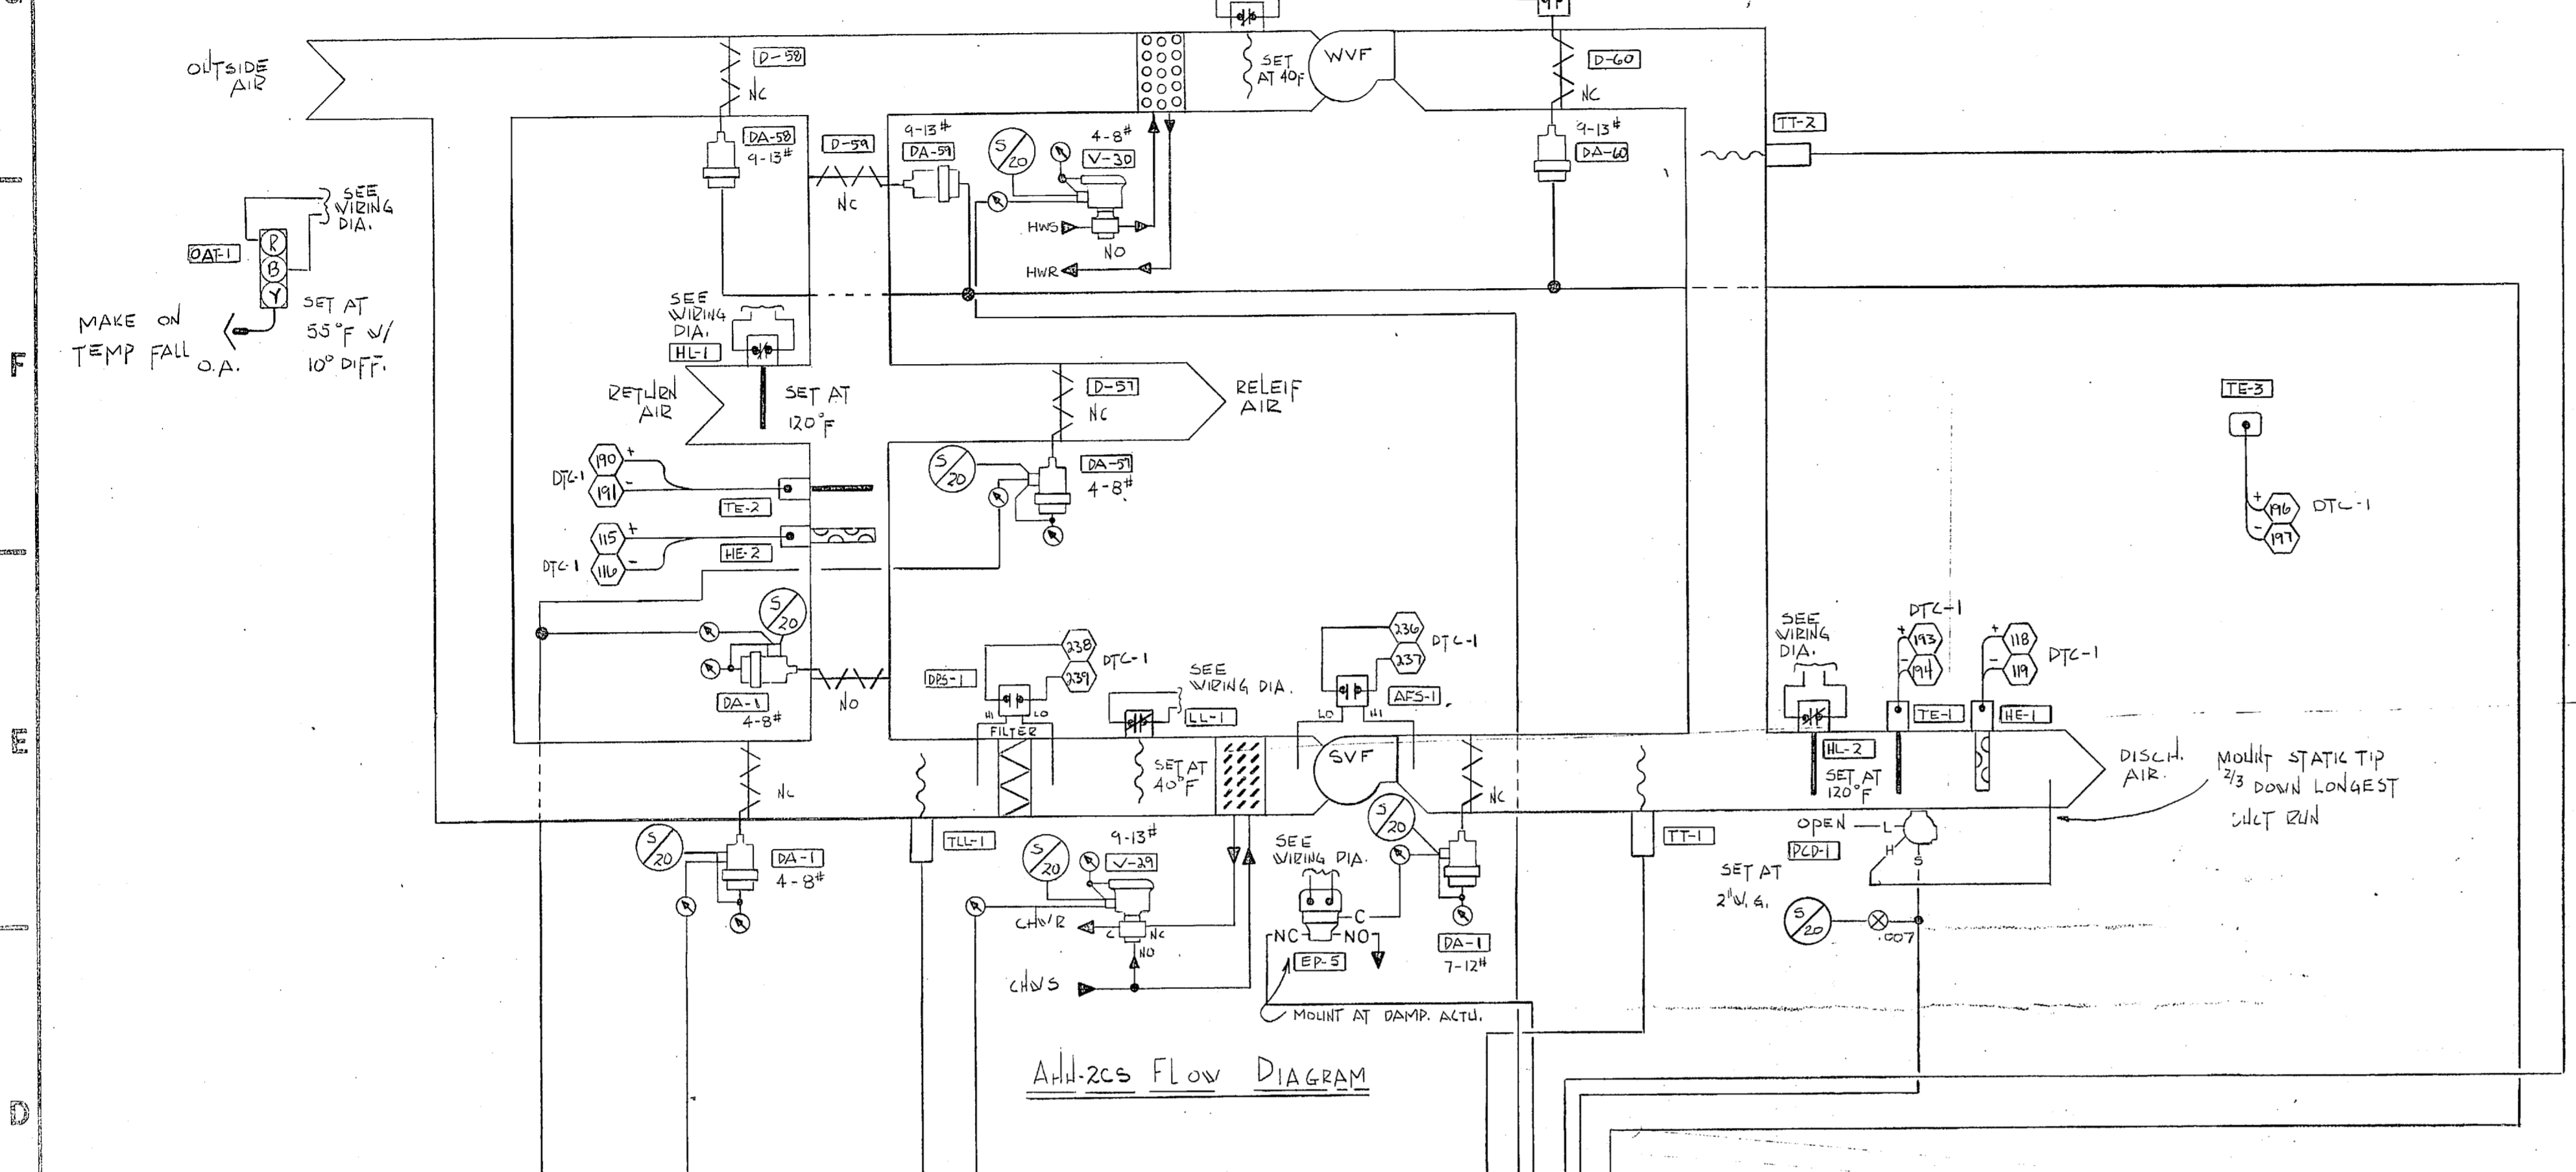 OUTSIDE
AIR
D-58
NC
DA-58
9-13#
D-59
NC
9-13#
DA-59
S/20
4-8#
V-30
HWS
NO
HWR
SET
AT 40F
WVF
D-60
NC
9-13#
DA-60
TT-2
SEE
WIRING
DIA.
OAT-1
R
B
Y
SET AT
55°F W/
10° DIFF.
MAKE ON
TEMP FALL
O.A.
F
SEE
WIRING
DIA.
HL-1
RETURN
AIR
SET AT
120°F
D-57
NC
RELEIF
AIR
S/20
DA-57
4-8#
TE-3
+
196
-
197
DTC-1
190
+
DTC-1
191
-
TE-2
115
+
DTC-1
116
-
HE-2
S/20
DA-1
4-8#
NO
238
239
DTC-1
DPS-1
HI
LO
FILTER
SEE
WIRING DIA.
LL-1
236
237
DTC-1
AFS-1
LO
HI
SEE
WIRING
DIA.
DTC-1
+
193
-
194
+
118
-
119
DTC-1
TE-1
HE-1
E
NC
SET AT
40°F
SVF
NC
HL-2
SET AT
120°F
DISCH.
AIR.
MOUNT STATIC TIP
2/3 DOWN LONGEST
DUCT RUN
S/20
DA-1
4-8#
TLL-1
S/20
9-13#
V-29
CHWR
C
NC
NO
CHWS
SEE
WIRING DIA.
S/20
C
NC
NO
EP-5
DA-1
7-12#
MOUNT AT DAMP. ACTU.
TT-1
OPEN
L
PCD-1
H
S
SET AT
2"W.G.
S/20
.007
AHU-2CS FLOW DIAGRAM
D